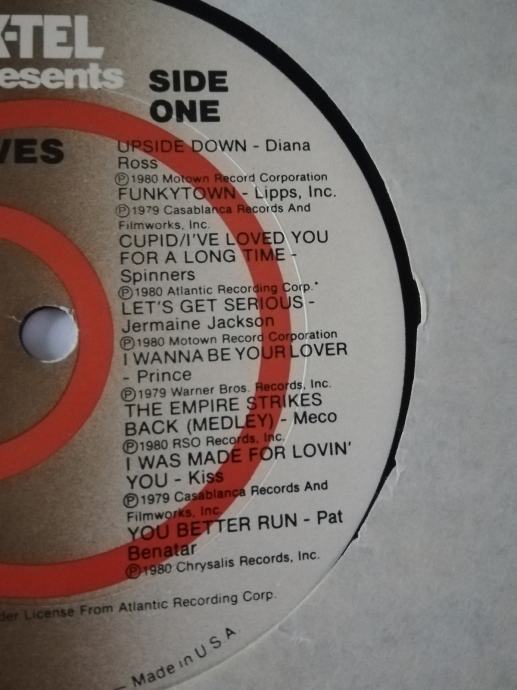 K-TEL
esents
SIDE
ONE
VES
UPSIDE DOWN - Diana
Ross
℗1980 Motown Record Corporation
FUNKYTOWN - Lipps, Inc.
℗1979 Casablanca Records And
Filmworks, Inc.
CUPID/I'VE LOVED YOU
FOR A LONG TIME -
Spinners
℗1980 Atlantic Recording Corp.*
LET'S GET SERIOUS -
Jermaine Jackson
℗1980 Motown Record Corporation
I WANNA BE YOUR LOVER
- Prince
℗1979 Warner Bros. Records, Inc.
THE EMPIRE STRIKES
BACK (MEDLEY) - Meco
℗1980 RSO Records, Inc.
I WAS MADE FOR LOVIN'
YOU - Kiss
℗1979 Casablanca Records And
Filmworks, Inc.
YOU BETTER RUN - Pat
Benatar
℗1980 Chrysalis Records, Inc.
der License From Atlantic Recording Corp.
Made in U S A